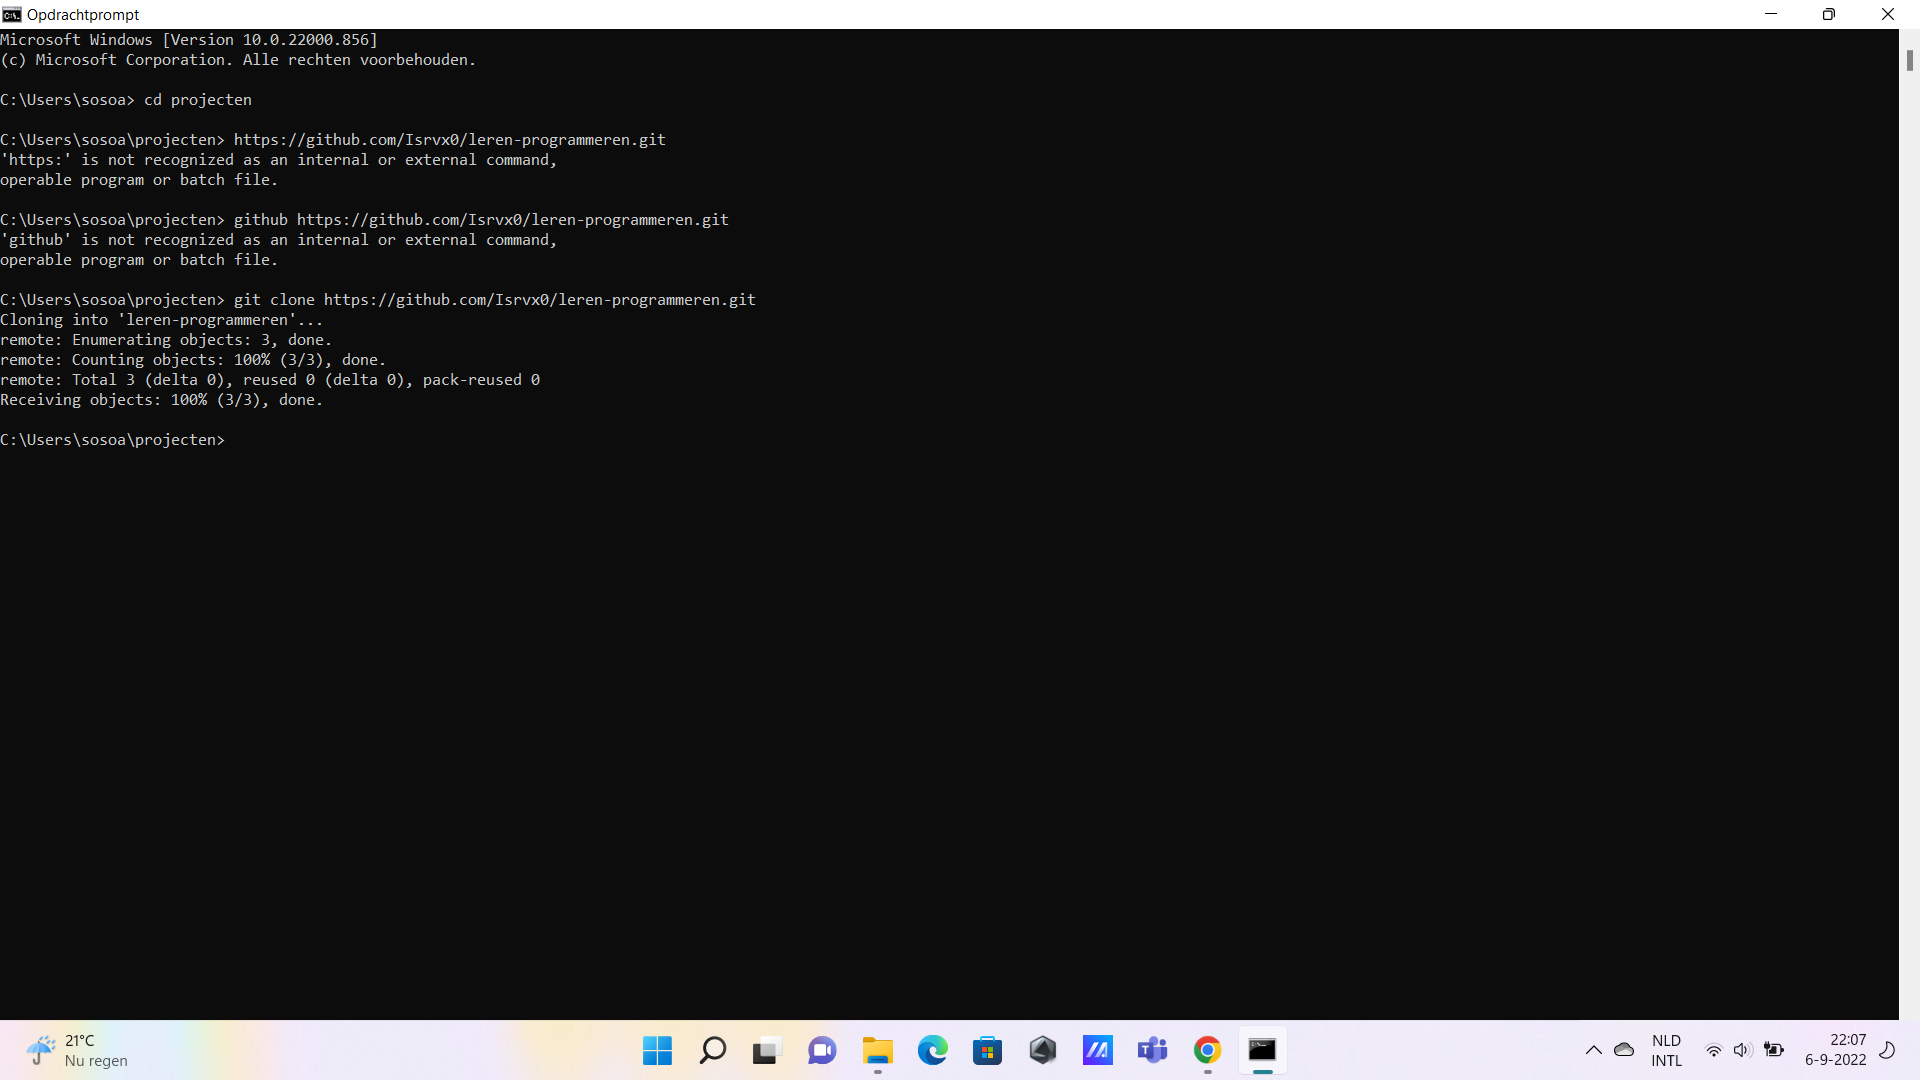 Opdrachtprompt
Microsoft Windows [Version 10.0.22000.856]
(c) Microsoft Corporation. Alle rechten voorbehouden.
C:\Users\sosoa> cd projecten
C:\Users\sosoa\projecten> https://github.com/Isrvx0/leren-programmeren.git
'https:' is not recognized as an internal or external command,
operable program or batch file.
C:\Users\sosoa\projecten> github https://github.com/Isrvx0/leren-programmeren.git
'github' is not recognized as an internal or external command,
operable program or batch file.
C:\Users\sosoa\projecten> git clone https://github.com/Isrvx0/leren-programmeren.git
Cloning into 'leren-programmeren'...
remote: Enumerating objects: 3, done.
remote: Counting objects: 100% (3/3), done.
remote: Total 3 (delta 0), reused 0 (delta 0), pack-reused 0
Receiving objects: 100% (3/3), done.
C:\Users\sosoa\projecten>
21°C
Nu regen
NLD
INTL
22:07
6-9-2022